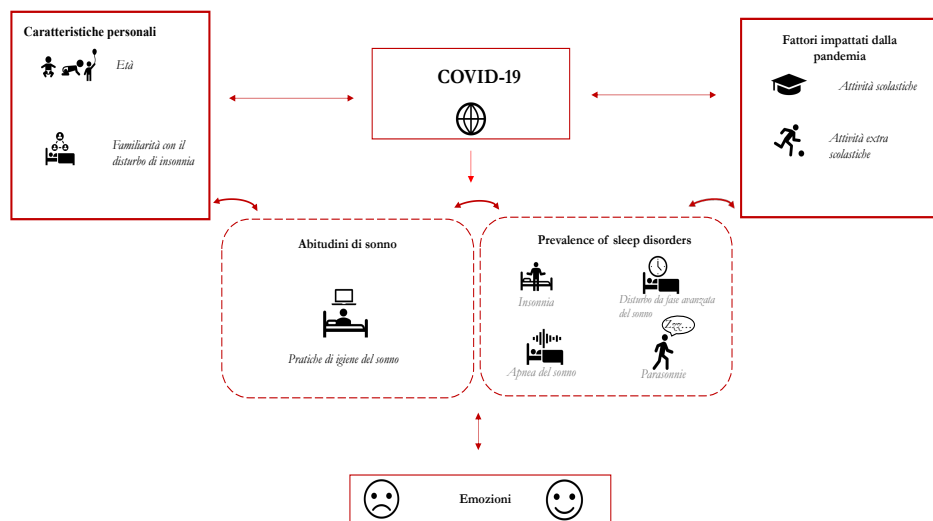 Caratteristiche personali
Età
Familiarità con il
disturbo di insonnia
COVID-19
Fattori impattati dalla
pandemia
Attività scolastiche
Attività extra
scolastiche
Abitudini di sonno
Pratiche di igiene del sonno
Prevalence of sleep disorders
Insonnia
Disturbo da fase avanzata
del sonno
Apnea del sonno
Zzzz…
Parasonnie
Emozioni